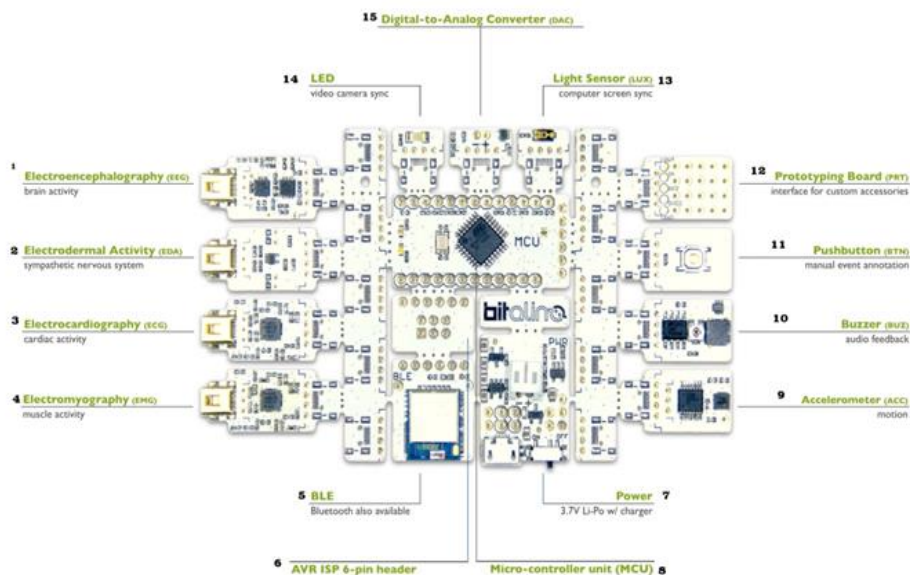 15 Digital-to-Analog Converter (DAC)
14 LED
video camera sync
Light Sensor (LUX) 13
computer screen sync
1
Electroencephalography (EEG)
brain activity
12 Prototyping Board (PRT)
interface for custom accessories
2 Electrodermal Activity (EDA)
sympathetic nervous system
11 Pushbutton (BTN)
manual event annotation
MCU
3 Electrocardiography (ECG)
cardiac activity
bitalino
10 Buzzer (BUZ)
audio feedback
PWR
BLE
4 Electromyography (EMG)
muscle activity
9 Accelerometer (ACC)
motion
OFF
5 BLE
Bluetooth also available
Power 7
3.7V Li-Po w/ charger
6 AVR ISP 6-pin header
Micro-controller unit (MCU) 8